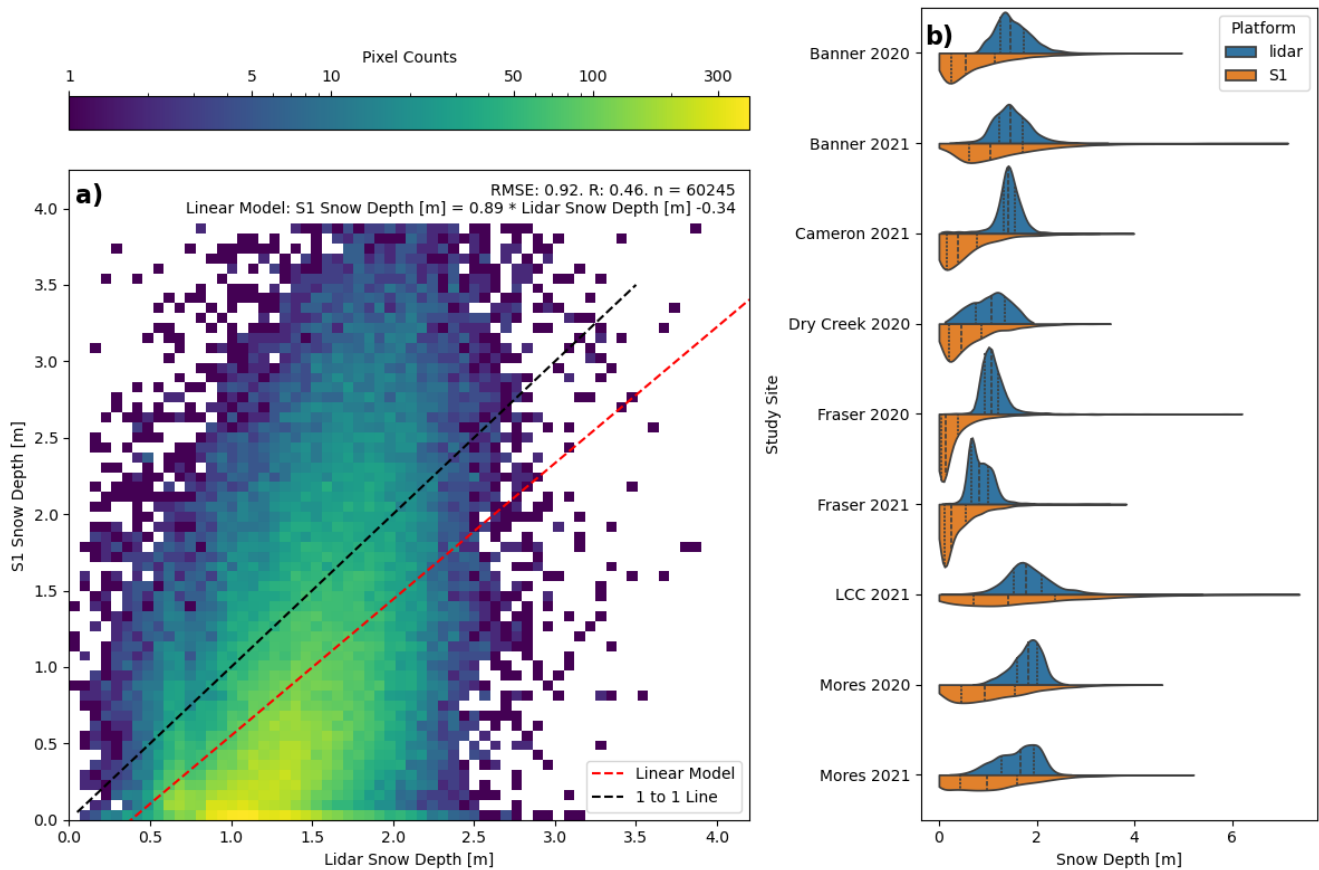 Pixel Counts
1 5 10 50 100 300
a)
RMSE: 0.92. R: 0.46. n = 60245
Linear Model: S1 Snow Depth [m] = 0.89 * Lidar Snow Depth [m] -0.34
4.0
3.5
3.0
2.5
2.0
1.5
1.0
0.5
0.0
S1 Snow Depth [m]
Linear Model
1 to 1 Line
0.0 0.5 1.0 1.5 2.0 2.5 3.0 3.5 4.0
Lidar Snow Depth [m]
b)
Platform
lidar
S1
Banner 2020
Banner 2021
Cameron 2021
Dry Creek 2020
Fraser 2020
Fraser 2021
LCC 2021
Mores 2020
Mores 2021
Study Site
0 2 4 6
Snow Depth [m]